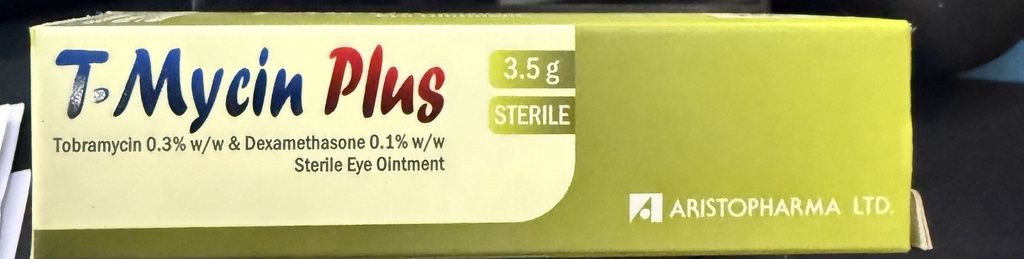 T-Mycin Plus
3.5 g
STERILE
Tobramycin 0.3% w/w & Dexamethasone 0.1% w/w
Sterile Eye Ointment
ARISTOPHARMA LTD.